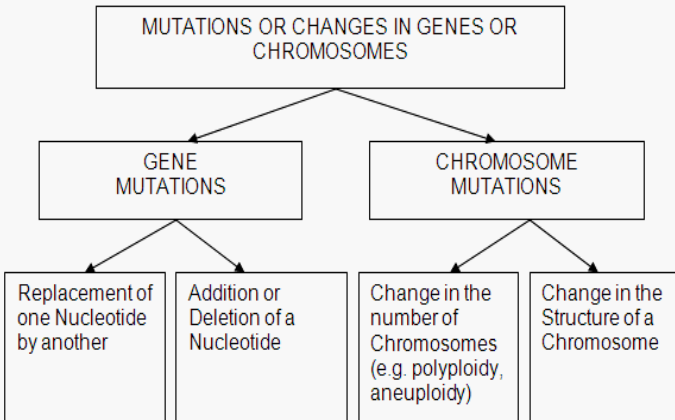 MUTATIONS OR CHANGES IN GENES OR
CHROMOSOMES
GENE
MUTATIONS
CHROMOSOME
MUTATIONS
Replacement of
one Nucleotide
by another
Addition or
Deletion of a
Nucleotide
Change in the
number of
Chromosomes
(e.g. polyploidy,
aneuploidy)
Change in the
Structure of a
Chromosome